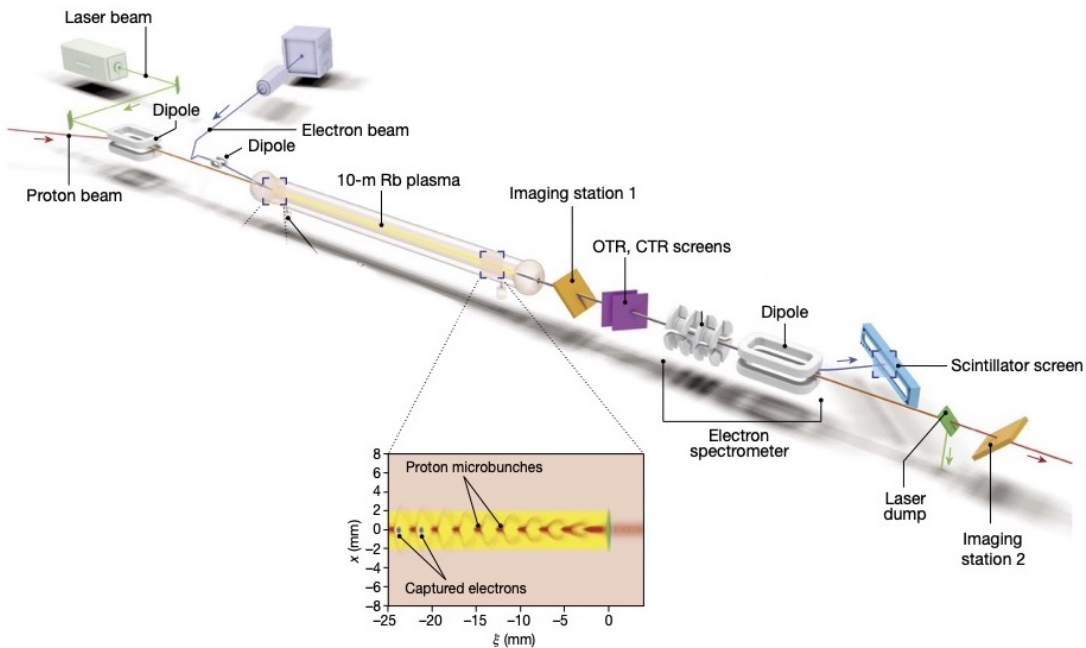 Laser beam
Dipole
Electron beam
Dipole
Proton beam
10-m Rb plasma
Imaging station 1
OTR, CTR screens
Dipole
Scintillator screen
Electron
spectrometer
Laser
dump
Imaging
station 2
8
6
4
2
0
−2
−4
−6
−8
x (mm)
Proton microbunches
Captured electrons
−25 −20 −15 −10 −5 0
ξ (mm)